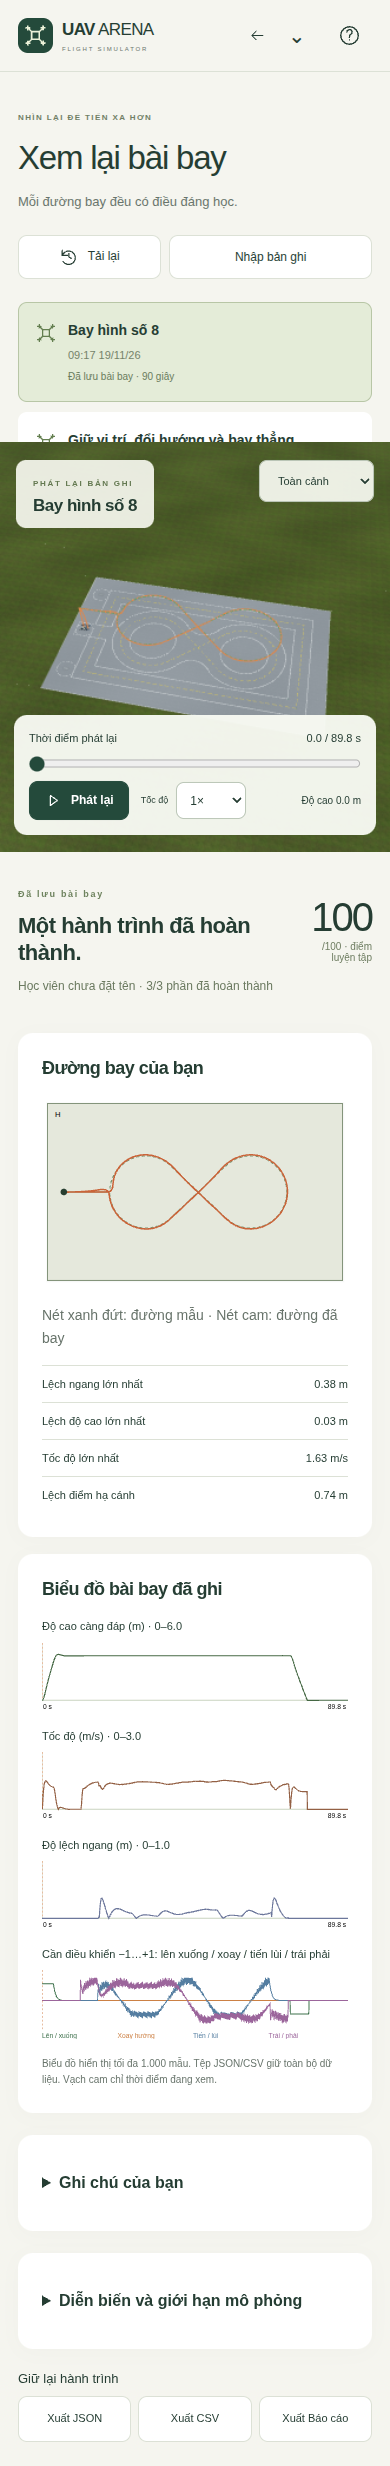 UAV ARENA
FLIGHT SIMULATOR
NHÌN LẠI ĐỂ TIẾN XA HƠN
Xem lại bài bay
Mỗi đường bay đều có điều đáng học.
Tải lại
Nhập bản ghi
Bay hình số 8
09:17 19/11/26
Đã lưu bài bay · 90 giây
Giữ vị trí, đổi hướng và bay thẳng
PHÁT LẠI BẢN GHI
Bay hình số 8
Toàn cảnh
Thời điểm phát lại
0.0 / 89.8 s
Phát lại
Tốc độ
1×
Độ cao 0.0 m
Đã lưu bài bay
Một hành trình đã hoàn
thành.
100
/100 · điểm
luyện tập
Học viên chưa đặt tên · 3/3 phần đã hoàn thành
Đường bay của bạn
H
Nét xanh đứt: đường mẫu · Nét cam: đường đã
bay
Lệch ngang lớn nhất
0.38 m
Lệch độ cao lớn nhất
0.03 m
Tốc độ lớn nhất
1.63 m/s
Lệch điểm hạ cánh
0.74 m
Biểu đồ bài bay đã ghi
Độ cao càng đáp (m) · 0–6.0
0 s
89.8 s
Tốc độ (m/s) · 0–3.0
0 s
89.8 s
Độ lệch ngang (m) · 0–1.0
0 s
89.8 s
Cần điều khiển −1…+1: lên xuống / xoay / tiến lùi / trái phải
Lên / xuống
Xoay hướng
Tiến / lùi
Trái / phải
Biểu đồ hiển thị tối đa 1.000 mẫu. Tệp JSON/CSV giữ toàn bộ dữ
liệu. Vạch cam chỉ thời điểm đang xem.
Ghi chú của bạn
Diễn biến và giới hạn mô phỏng
Giữ lại hành trình
Xuất JSON
Xuất CSV
Xuất Báo cáo